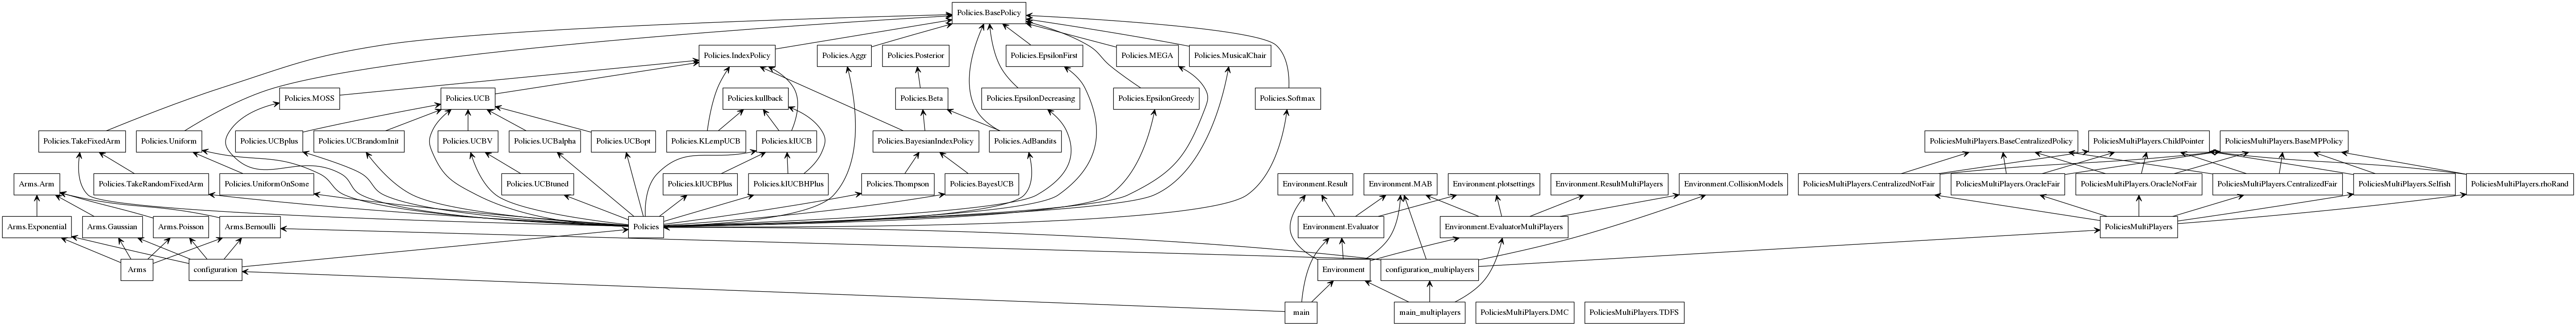 Policies.BasePolicy
Policies.IndexPolicy
Policies.Aggr
Policies.Posterior
Policies.EpsilonFirst
Policies.MEGA
Policies.MusicalChair
Policies.MOSS
Policies.UCB
Policies.kullback
Policies.Beta
Policies.EpsilonDecreasing
Policies.EpsilonGreedy
Policies.Softmax
Policies.TakeFixedArm
Policies.Uniform
Policies.UCBplus
Policies.UCBrandomInit
Policies.UCBV
Policies.UCBalpha
Policies.UCBopt
Policies.KLempUCB
Policies.klUCB
Policies.BayesianIndexPolicy
Policies.AdBandits
PoliciesMultiPlayers.BaseCentralizedPolicy
PoliciesMultiPlayers.ChildPointer
PoliciesMultiPlayers.BaseMPPolicy
Arms.Arm
Policies.TakeRandomFixedArm
Policies.UniformOnSome
Policies.UCBtuned
Policies.klUCBPlus
Policies.klUCBHPlus
Policies.Thompson
Policies.BayesUCB
Environment.Result
Environment.MAB
Environment.plotsettings
Environment.ResultMultiPlayers
Environment.CollisionModels
PoliciesMultiPlayers.CentralizedNotFair
PoliciesMultiPlayers.OracleFair
PoliciesMultiPlayers.OracleNotFair
PoliciesMultiPlayers.CentralizedFair
PoliciesMultiPlayers.Selfish
PoliciesMultiPlayers.rhoRand
Arms.Exponential
Arms.Gaussian
Arms.Poisson
Arms.Bernoulli
Policies
Environment.Evaluator
Environment.EvaluatorMultiPlayers
PoliciesMultiPlayers
Arms
configuration
Environment
configuration_multiplayers
main
main_multiplayers
PoliciesMultiPlayers.DMC
PoliciesMultiPlayers.TDFS